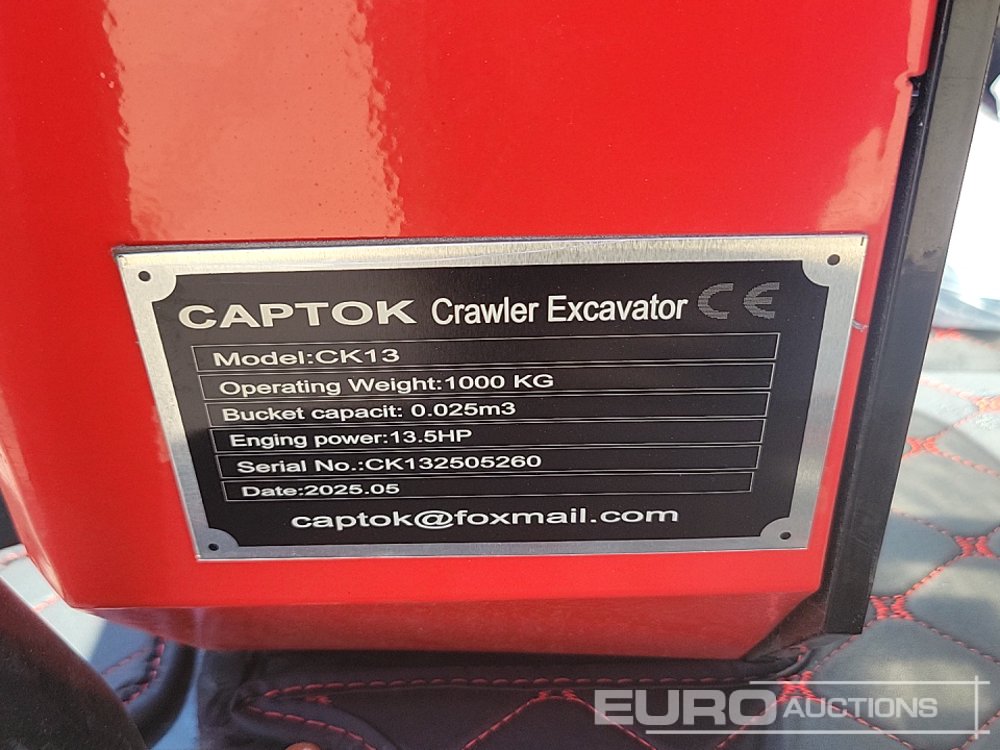 CAPTOK Crawler Excavator CE
Model:CK13
Operating Weight:1000 KG
Bucket capacit: 0.025m3
Enging power:13.5HP
Serial No.:CK132505260
Date:2025.05
captok@foxmail.com
EURO AUCTIONS